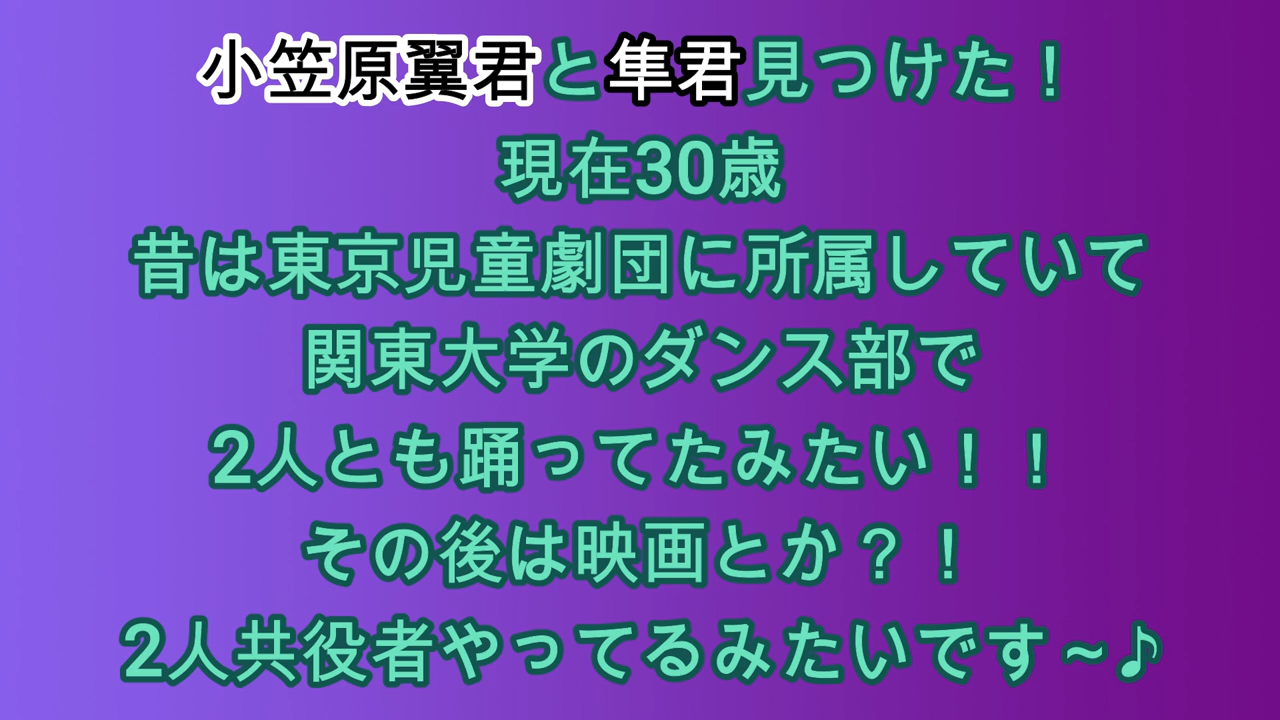 小笠原翼君と隼君見つけた！
現在30歳
昔は東京児童劇団に所属していて
関東大学のダンス部で
2人とも踊ってたみたい！！
その後は映画とか？！
2人共役者やってるみたいです~♪